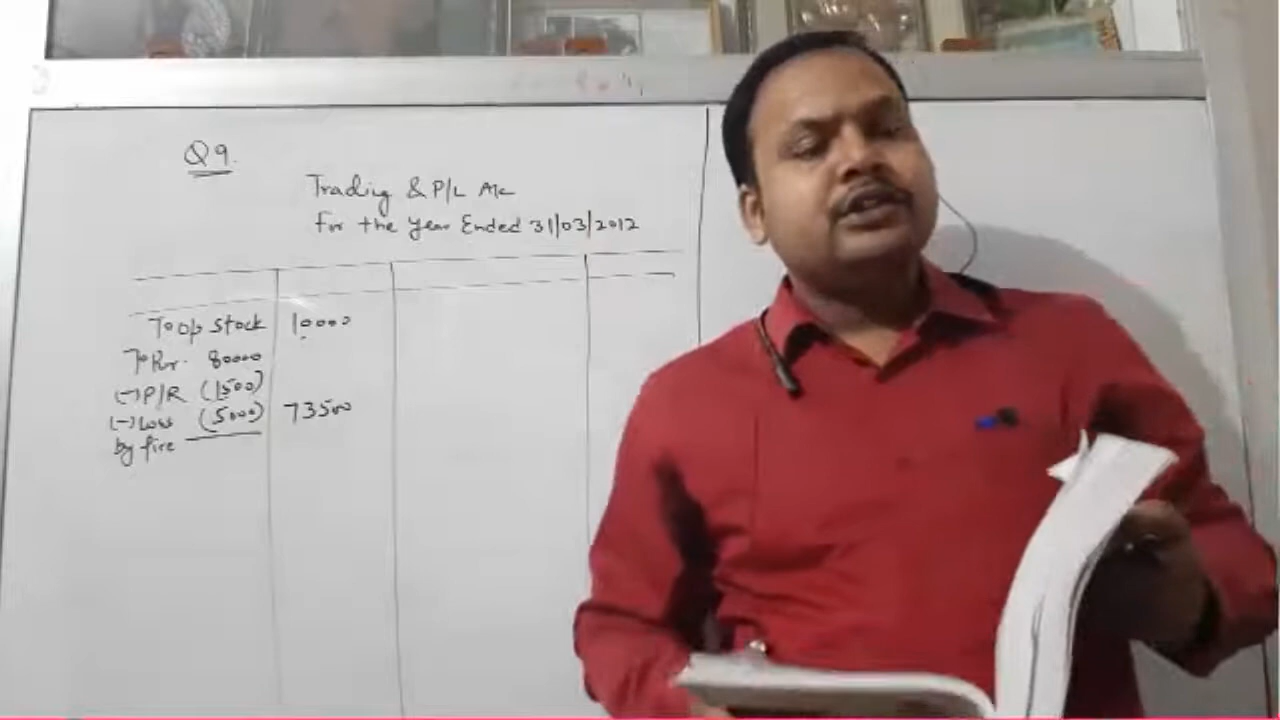 Q9.
Trading & P/L A/c
for the year Ended 31/03/2012
To op stock 10000
To Pur. 80000
(-) P/R (1500)
(-) Loss (5000) 73500
by fire